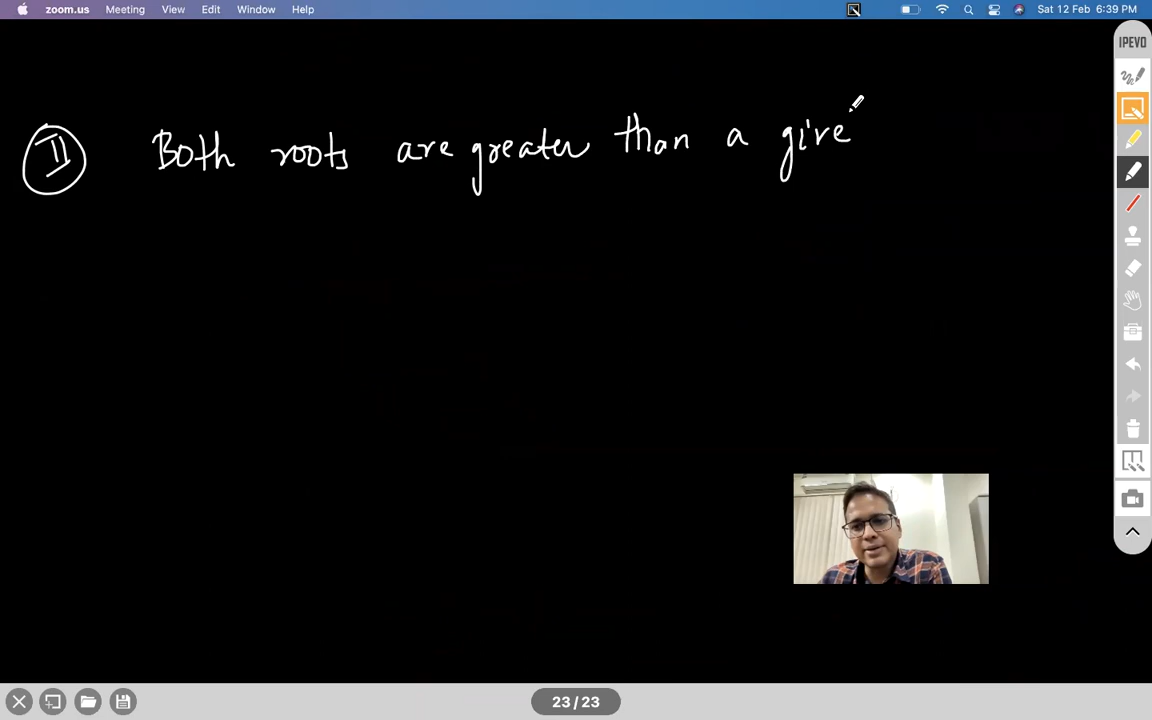 zoom.us Meeting View Edit Window Help Sat 12 Feb 6:39 PM
IPEVO
II Both roots are greater than a give
23/23